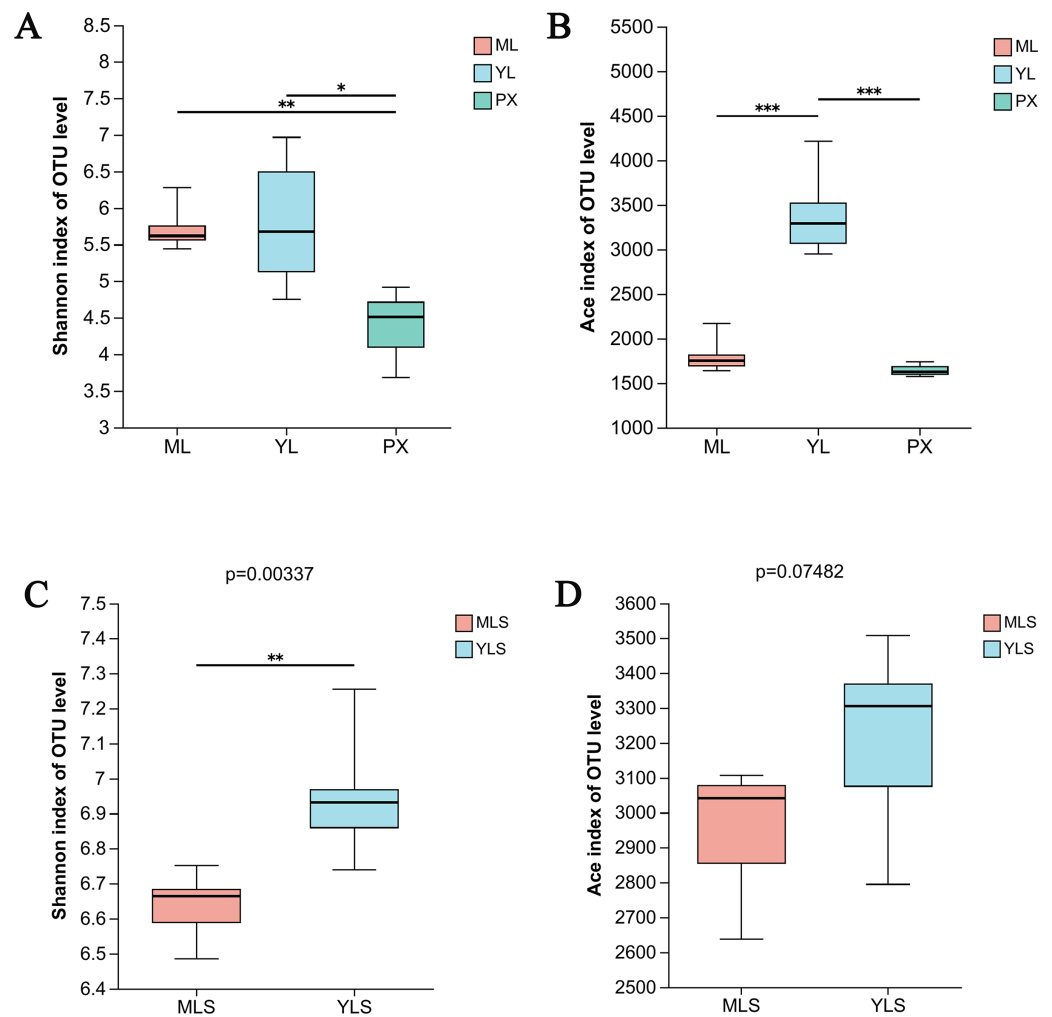 A
Shannon index of OTU level
8.5
8
7.5
7
6.5
6
5.5
5
4.5
4
3.5
3
*
**
ML
YL
PX
ML
YL
PX
B
Ace index of OTU level
5500
5000
4500
4000
3500
3000
2500
2000
1500
1000
***
***
ML
YL
PX
ML
YL
PX
C
p=0.00337
Shannon index of OTU level
7.5
7.4
7.3
7.2
7.1
7
6.9
6.8
6.7
6.6
6.5
6.4
**
MLS
YLS
MLS
YLS
D
p=0.07482
Ace index of OTU level
3600
3500
3400
3300
3200
3100
3000
2900
2800
2700
2600
2500
MLS
YLS
MLS
YLS